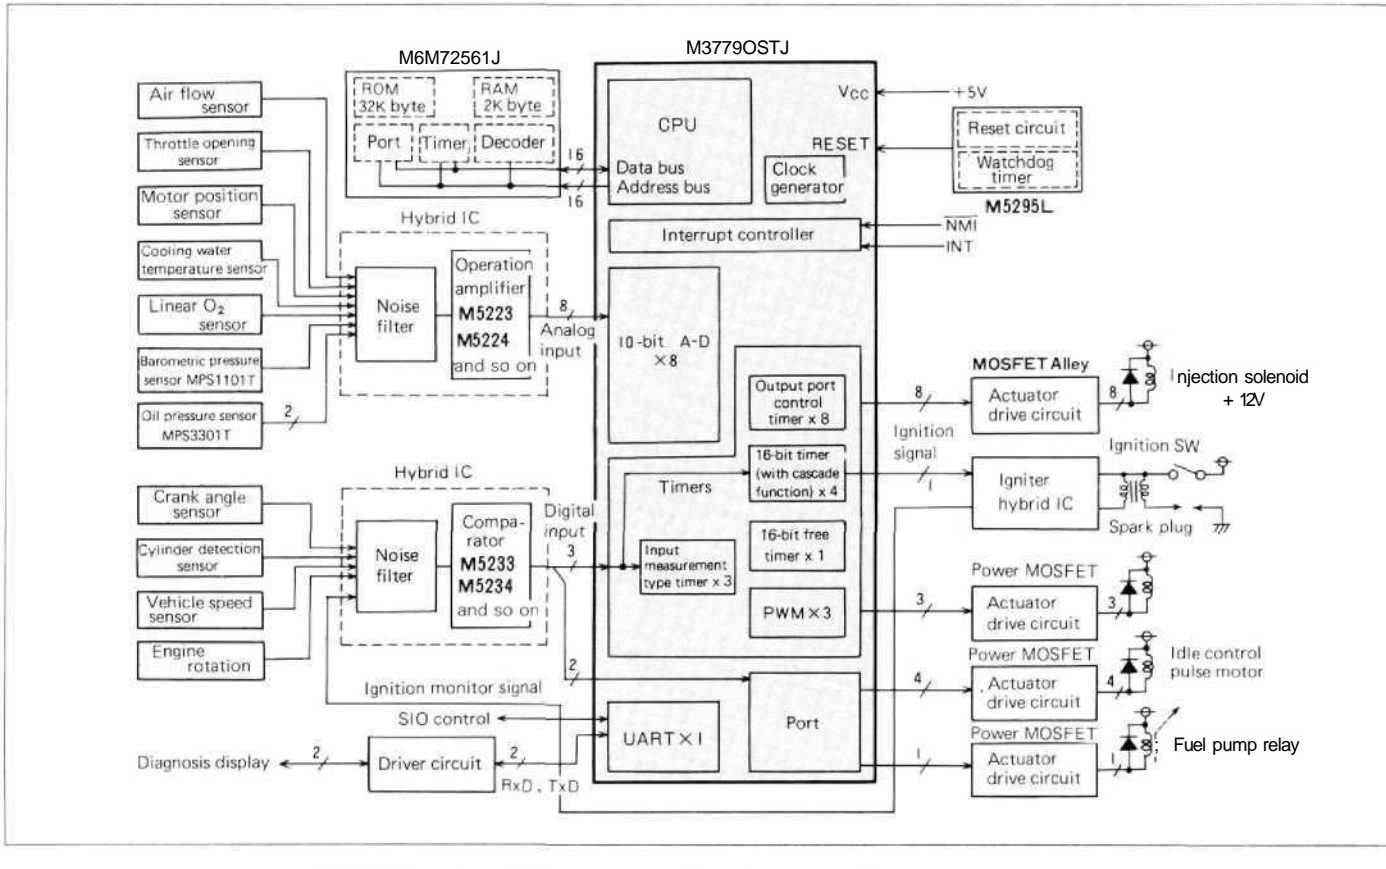 M6M72561J
M3779OSTJ
Air flow
sensor
Throttle opening
sensor
Motor position
sensor
Cooling water
temperature sensor
Linear O2
sensor
Barometric pressure
sensor MPS1101T
Oil pressure sensor
MPS3301T
2
ROM
32K byte
RAM
2K byte
Port
Timer
Decoder
16
16
Hybrid IC
Noise
filter
Operation
amplifier
M5223
M5224
and so on
8
Analog
input
CPU
Data bus
Address bus
Clock
generator
Vcc
RESET
+5V
Reset circuit
Watchdog
timer
M5295L
Interrupt controller
NMI
INT
10-bit A-D
×8
Output port
control
timer x 8
16-bit timer
(with cascade
function) x 4
Timers
16-bit free
timer x 1
Input
measurement
type timer x 3
PWM×3
Port
UART×1
Crank angle
sensor
Cylinder detection
sensor
Vehicle speed
sensor
Engine
rotation
Hybrid IC
Noise
filter
Compa-
rator
M5233
M5234
and so on
Digital
input
3
2
Ignition monitor signal
SIO control
Diagnosis display
2
Driver circuit
2
RxD, TxD
MOSFET Alley
8
Actuator
drive circuit
8
Injection solenoid
+ 12V
Ignition
signal
1
Igniter
hybrid IC
Ignition SW
Spark plug
Power MOSFET
3
Actuator
drive circuit
3
Power MOSFET
4
Actuator
drive circuit
4
Idle control
pulse motor
Power MOSFET
1
Actuator
drive circuit
1
Fuel pump relay